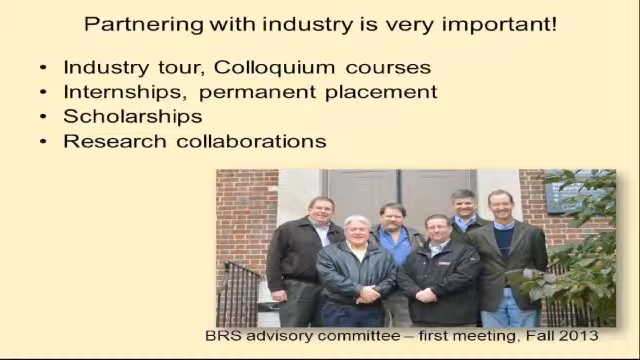 Partnering with industry is very important!
• Industry tour, Colloquium courses
• Internships, permanent placement
• Scholarships
• Research collaborations
BRS advisory committee – first meeting, Fall 2013